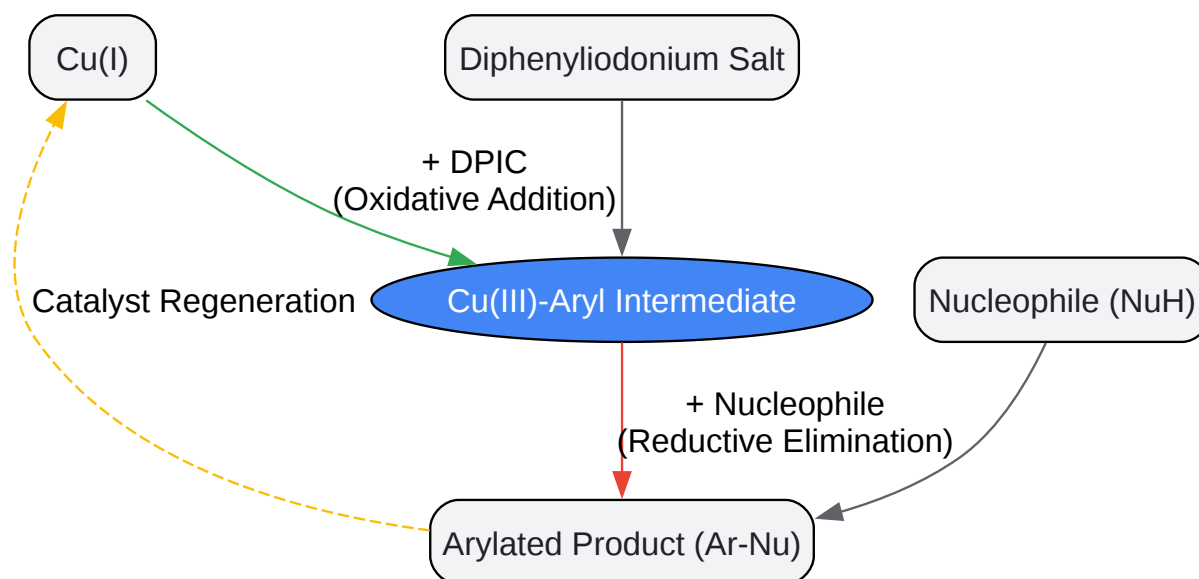 Cu(I)
Diphenyliodonium Salt
+ DPIC
(Oxidative Addition)
Catalyst Regeneration
Cu(III)-Aryl Intermediate
Nucleophile (NuH)
+ Nucleophile
(Reductive Elimination)
Arylated Product (Ar-Nu)